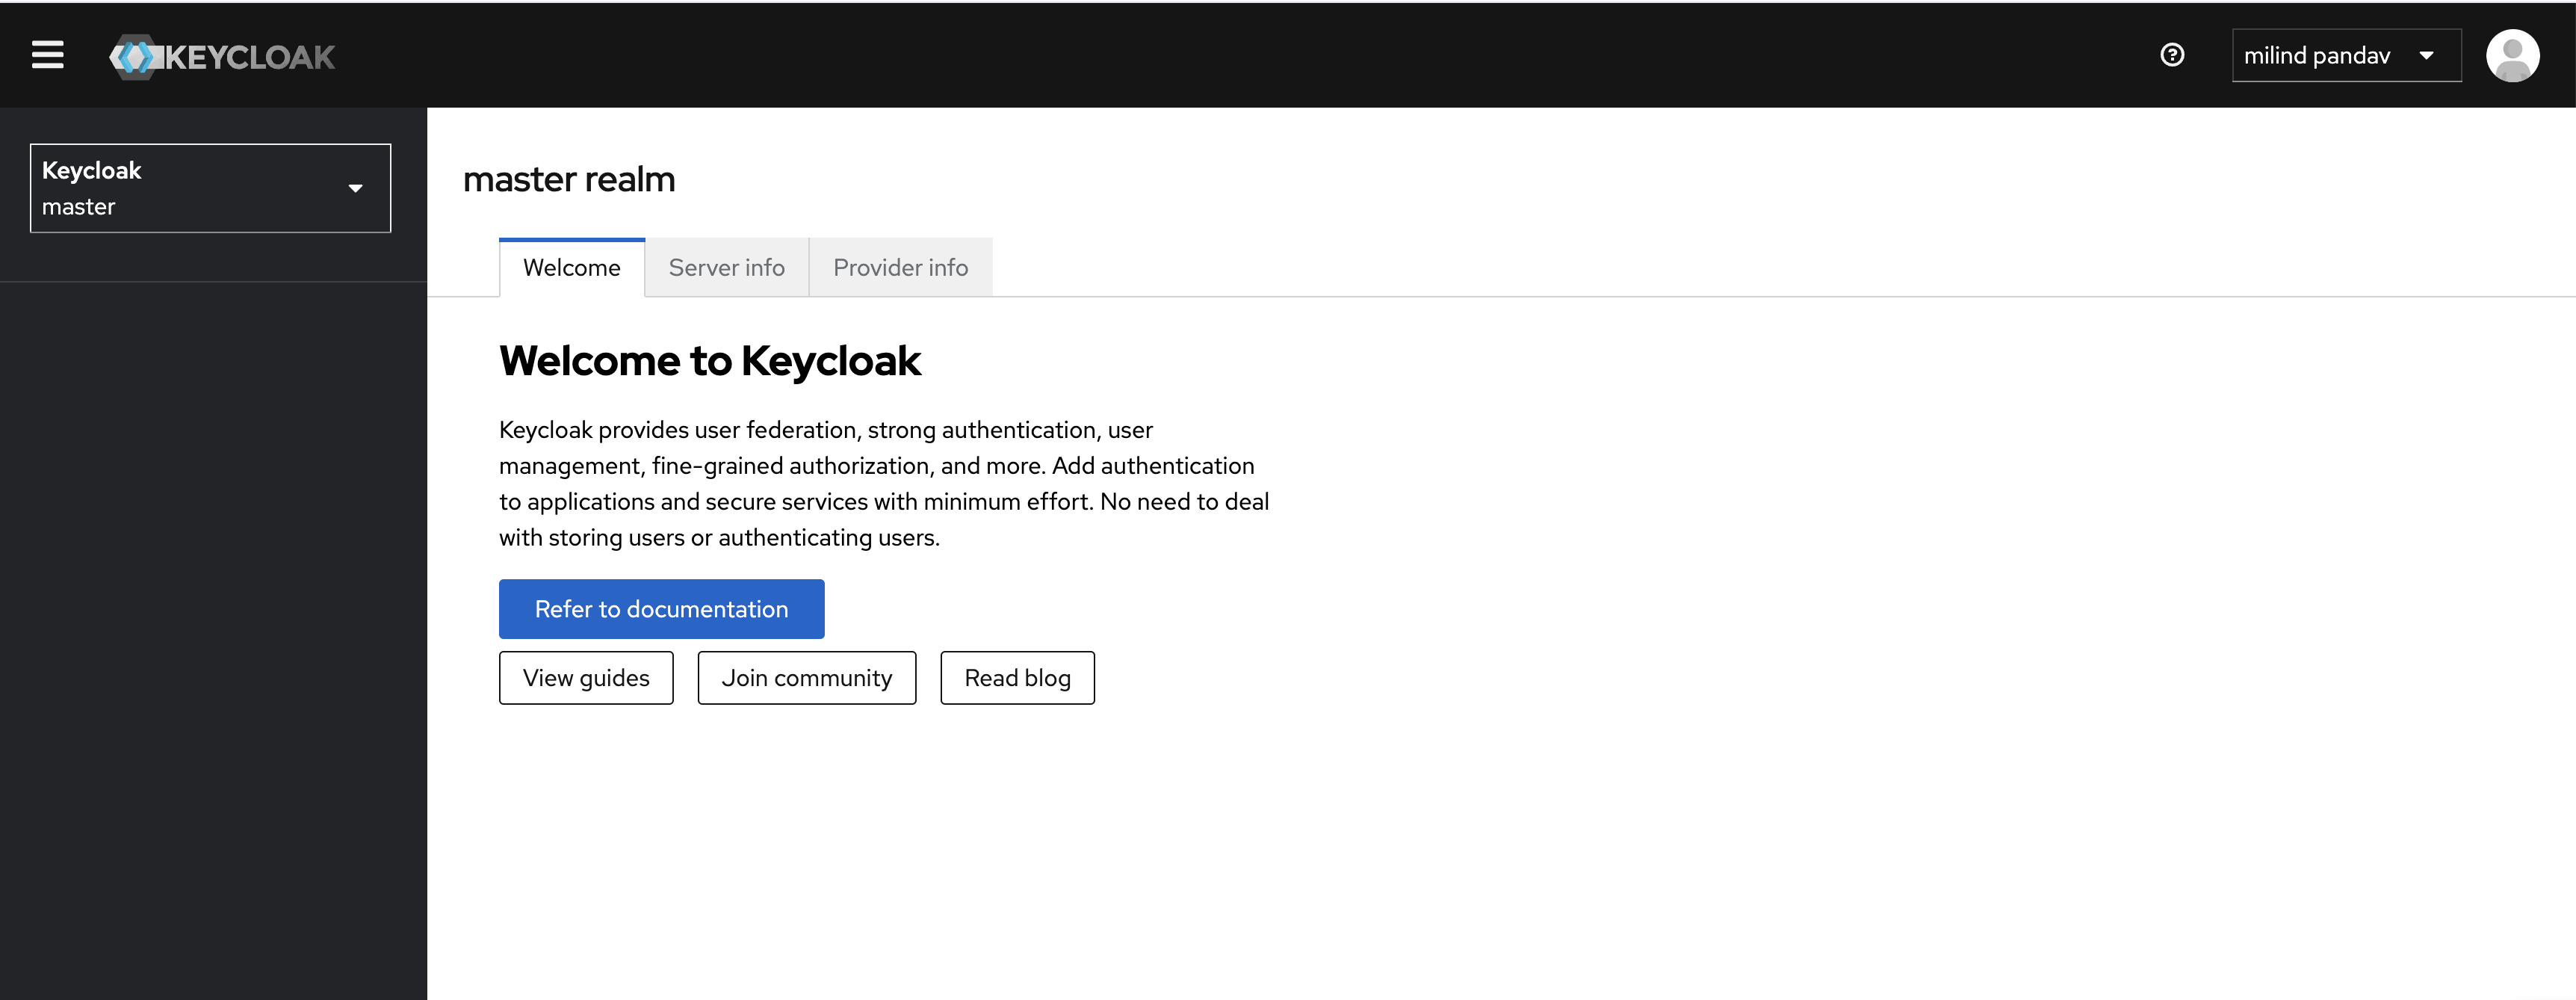 KEYCLOAK
milind pandav
Keycloak
master
master realm
Welcome
Server info
Provider info
Welcome to Keycloak
Keycloak provides user federation, strong authentication, user
management, fine-grained authorization, and more. Add authentication
to applications and secure services with minimum effort. No need to deal
with storing users or authenticating users.
Refer to documentation
View guides
Join community
Read blog